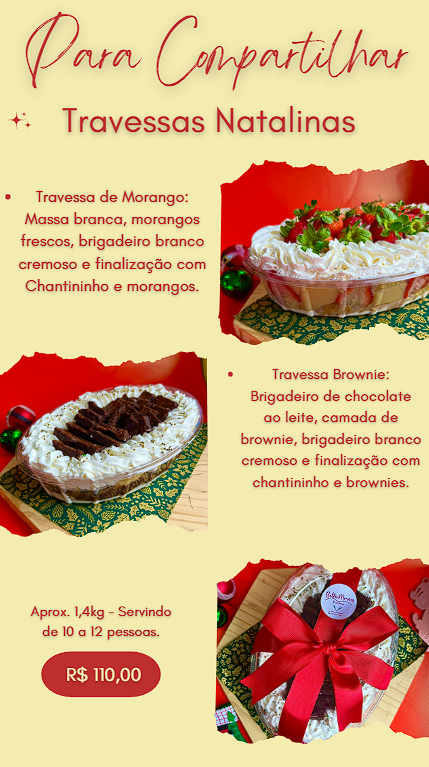 Para Compartilhar
Travessas Natalinas
• Travessa de Morango:
Massa branca, morangos
frescos, brigadeiro branco
cremoso e finalização com
Chantininho e morangos.
• Travessa Brownie:
Brigadeiro de chocolate
ao leite, camada de
brownie, brigadeiro branco
cremoso e finalização com
chantininho e brownies.
Aprox. 1,4kg - Servindo
de 10 a 12 pessoas.
R$ 110,00